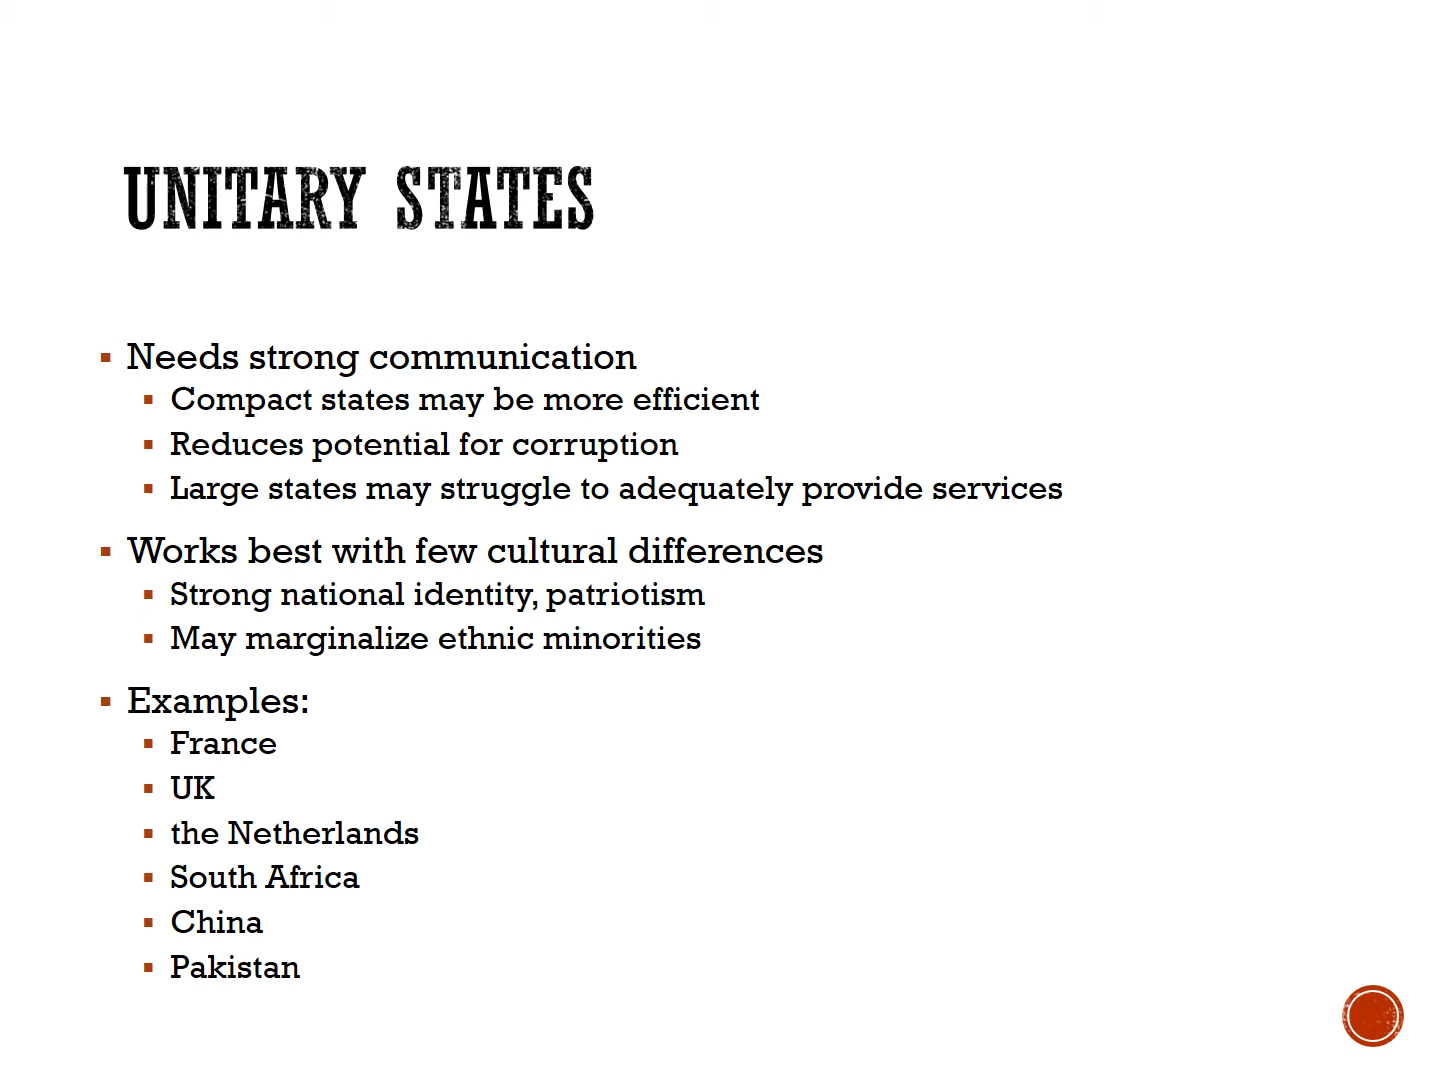 UNITARY STATES
▪ Needs strong communication
▪ Compact states may be more efficient
▪ Reduces potential for corruption
▪ Large states may struggle to adequately provide services
▪ Works best with few cultural differences
▪ Strong national identity, patriotism
▪ May marginalize ethnic minorities
▪ Examples:
▪ France
▪ UK
▪ the Netherlands
▪ South Africa
▪ China
▪ Pakistan